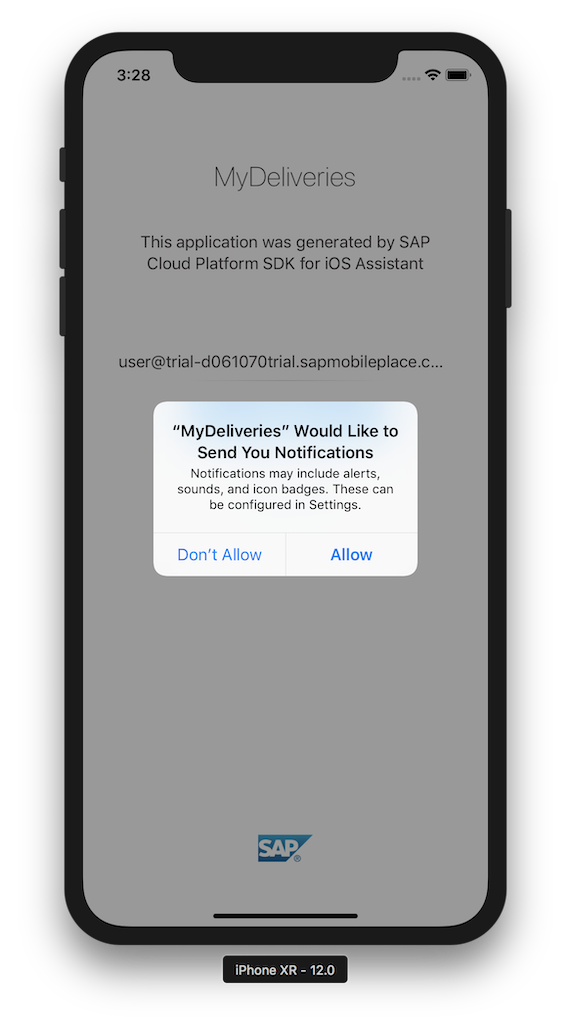 3:28
MyDeliveries
This application was generated by SAP
Cloud Platform SDK for iOS Assistant
user@trial-d061070trial.sapmobileplace.c...
“MyDeliveries” Would Like to
Send You Notifications
Notifications may include alerts,
sounds, and icon badges. These can
be configured in Settings.
Don’t Allow
Allow
SAP®
iPhone XR - 12.0